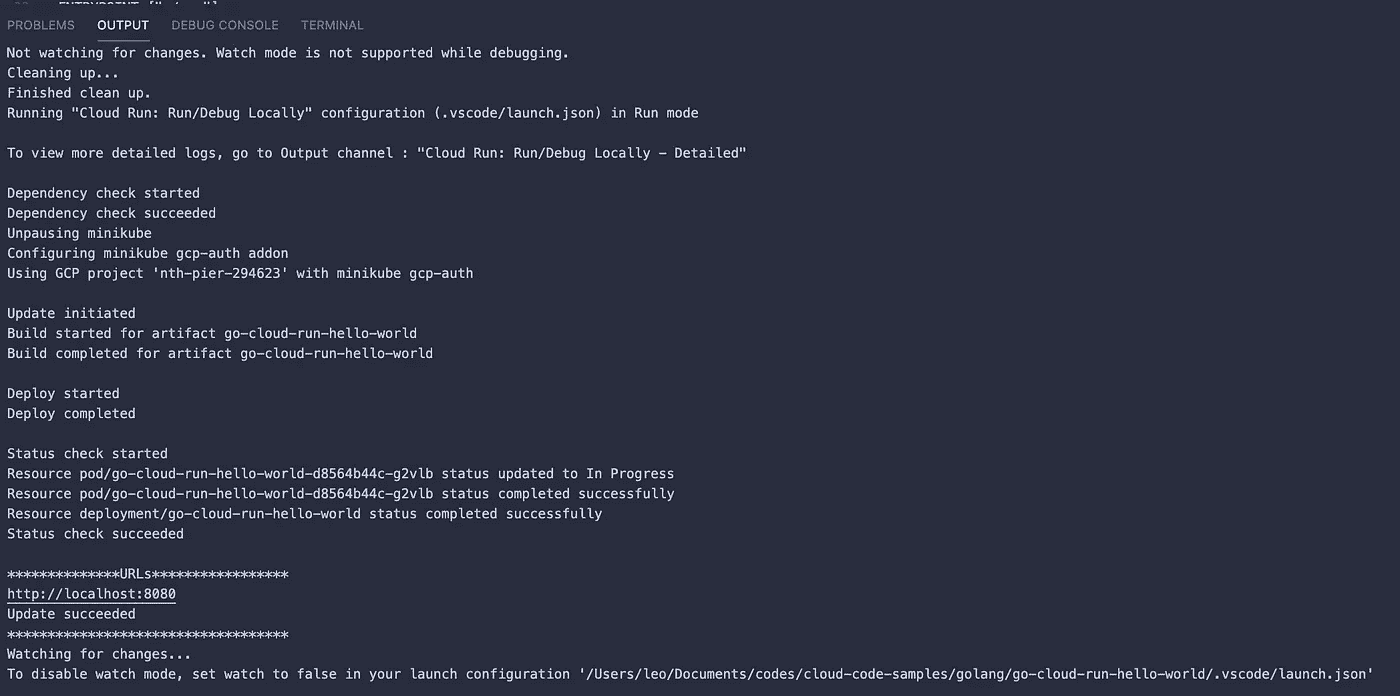 PROBLEMS OUTPUT DEBUG CONSOLE TERMINAL
Not watching for changes. Watch mode is not supported while debugging.
Cleaning up...
Finished clean up.
Running "Cloud Run: Run/Debug Locally" configuration (.vscode/launch.json) in Run mode
To view more detailed logs, go to Output channel : "Cloud Run: Run/Debug Locally - Detailed"
Dependency check started
Dependency check succeeded
Unpausing minikube
Configuring minikube gcp-auth addon
Using GCP project 'nth-pier-294623' with minikube gcp-auth
Update initiated
Build started for artifact go-cloud-run-hello-world
Build completed for artifact go-cloud-run-hello-world
Deploy started
Deploy completed
Status check started
Resource pod/go-cloud-run-hello-world-d8564b44c-g2vlb status updated to In Progress
Resource pod/go-cloud-run-hello-world-d8564b44c-g2vlb status completed successfully
Resource deployment/go-cloud-run-hello-world status completed successfully
Status check succeeded
**************URLs*****************
http://localhost:8080
Update succeeded
***********************************
Watching for changes...
To disable watch mode, set watch to false in your launch configuration '/Users/leo/Documents/codes/cloud-code-samples/golang/go-cloud-run-hello-world/.vscode/launch.json'